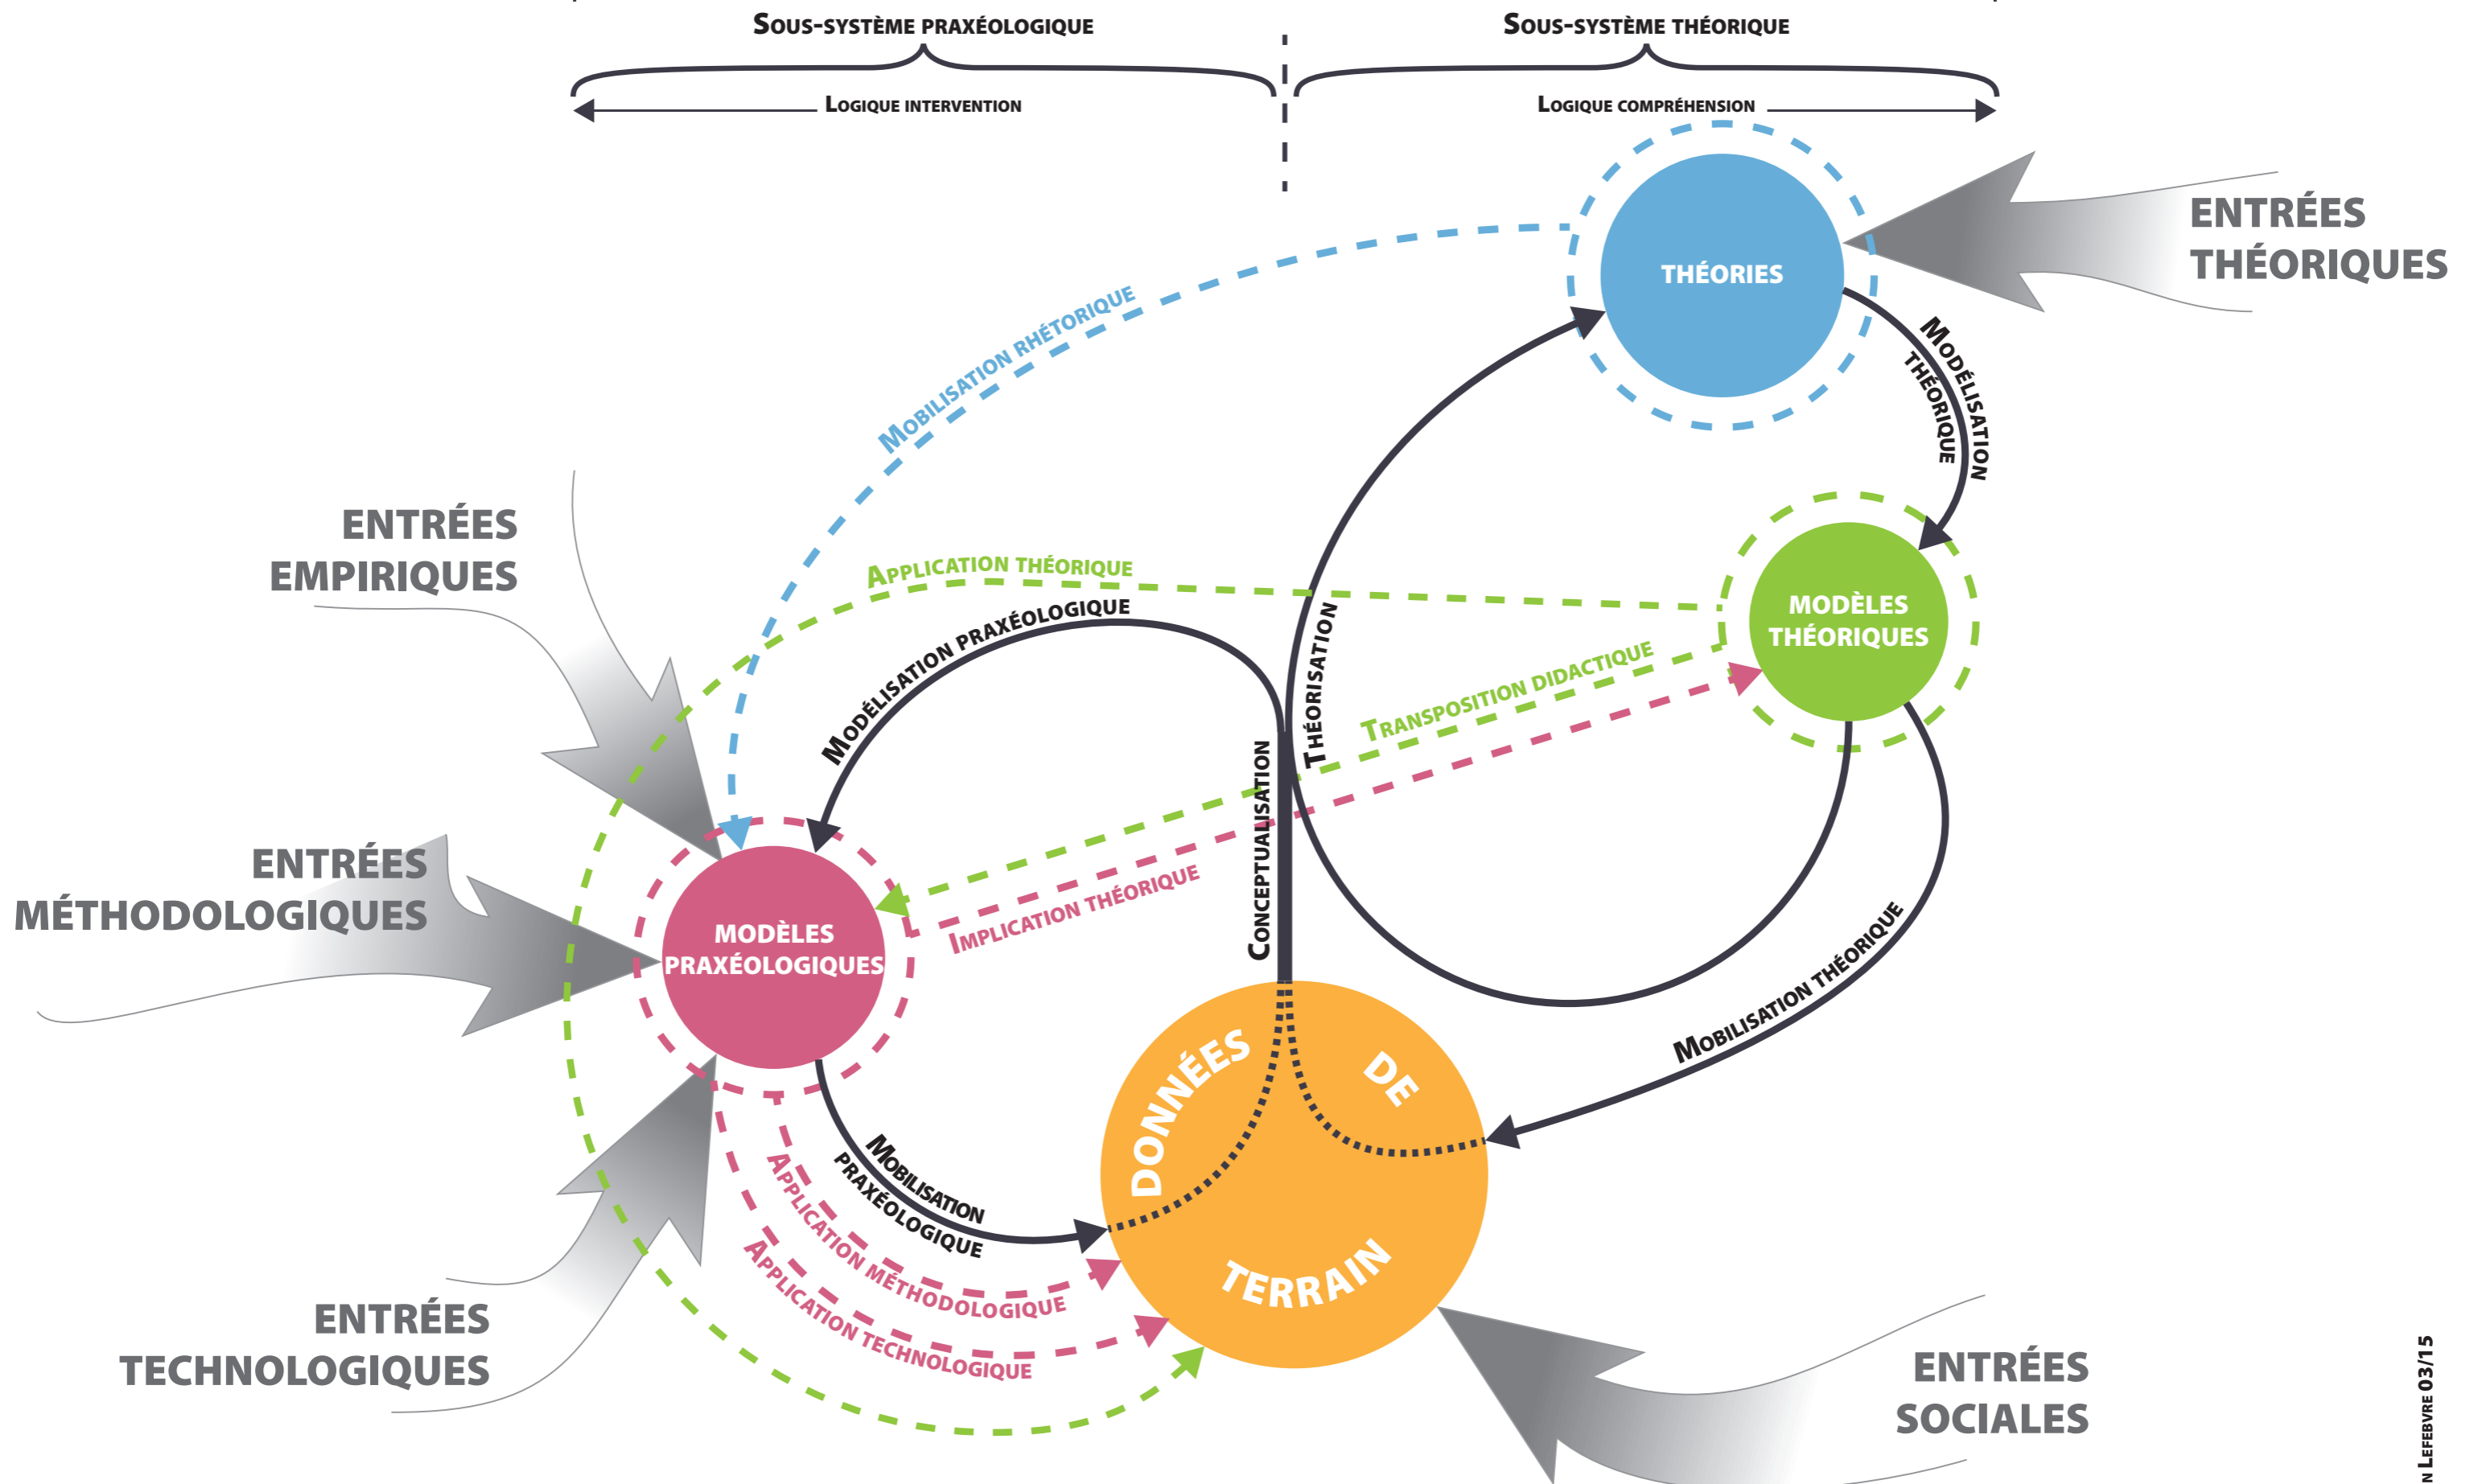 Sous-système praxéologique
Sous-système théorique
Logique intervention
Logique compréhension
THÉORIES
ENTRÉES
THÉORIQUES
Mobilisation rhétorique
Modélisation
théorique
ENTRÉES
EMPIRIQUES
Application théorique
Modélisation praxéologique
MODÈLES
THÉORIQUES
Théorisation
Transposition didactique
Conceptualisation
ENTRÉES
MÉTHODOLOGIQUES
Implication théorique
MODÈLES
PRAXÉOLOGIQUES
Mobilisation théorique
DONNÉES
DE
TERRAIN
Mobilisation
praxéologique
Application méthodologique
Application technologique
ENTRÉES
TECHNOLOGIQUES
ENTRÉES
SOCIALES
Lefebvre 03/15